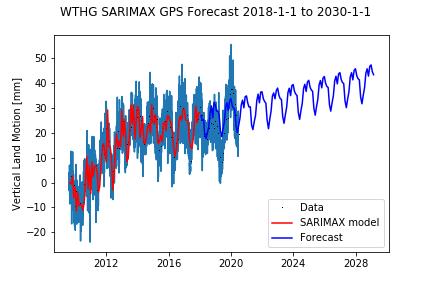 WTHG SARIMAX GPS Forecast 2018-1-1 to 2030-1-1
Vertical Land Motion [mm]
50
40
30
20
10
0
−10
−20
Data
SARIMAX model
Forecast
2012
2016
2020
2024
2028